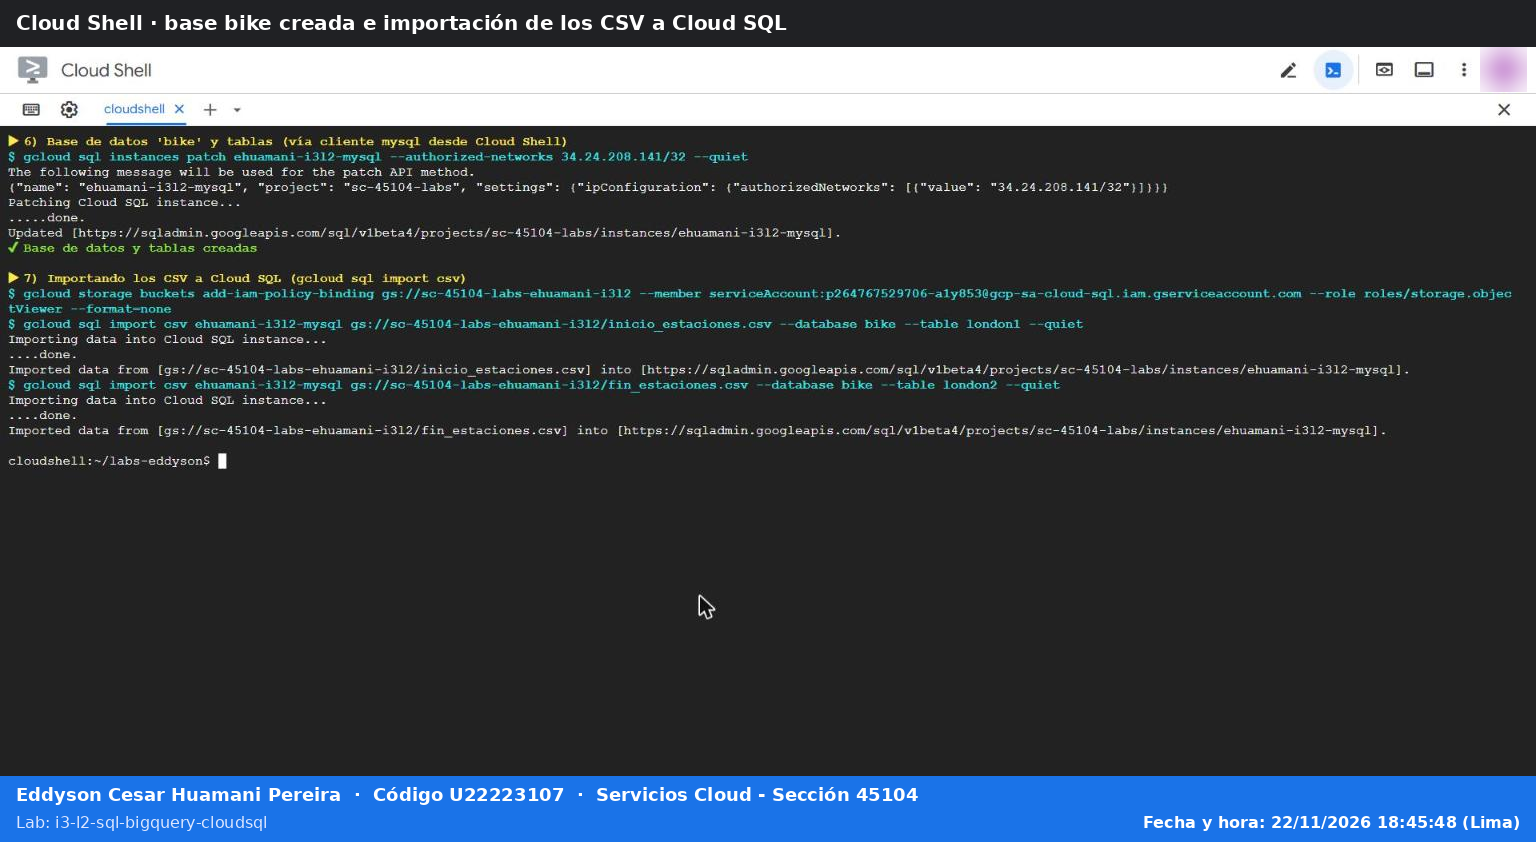 Cloud Shell · base bike creada e importación de los CSV a Cloud SQL
Cloud Shell
cloudshell
▶ 6) Base de datos 'bike' y tablas (vía cliente mysql desde Cloud Shell)
$ gcloud sql instances patch ehuamani-i3l2-mysql --authorized-networks 34.24.208.141/32 --quiet
The following message will be used for the patch API method.
{"name": "ehuamani-i3l2-mysql", "project": "sc-45104-labs", "settings": {"ipConfiguration": {"authorizedNetworks": [{"value": "34.24.208.141/32"}]}}}
Patching Cloud SQL instance...
.....done.
Updated [https://sqladmin.googleapis.com/sql/v1beta4/projects/sc-45104-labs/instances/ehuamani-i3l2-mysql].
✔ Base de datos y tablas creadas
▶ 7) Importando los CSV a Cloud SQL (gcloud sql import csv)
$ gcloud storage buckets add-iam-policy-binding gs://sc-45104-labs-ehuamani-i3l2 --member serviceAccount:p264767529706-a1y853@gcp-sa-cloud-sql.iam.gserviceaccount.com --role roles/storage.objec
tViewer --format=none
$ gcloud sql import csv ehuamani-i3l2-mysql gs://sc-45104-labs-ehuamani-i3l2/inicio_estaciones.csv --database bike --table london1 --quiet
Importing data into Cloud SQL instance...
....done.
Imported data from [gs://sc-45104-labs-ehuamani-i3l2/inicio_estaciones.csv] into [https://sqladmin.googleapis.com/sql/v1beta4/projects/sc-45104-labs/instances/ehuamani-i3l2-mysql].
$ gcloud sql import csv ehuamani-i3l2-mysql gs://sc-45104-labs-ehuamani-i3l2/fin_estaciones.csv --database bike --table london2 --quiet
Importing data into Cloud SQL instance...
....done.
Imported data from [gs://sc-45104-labs-ehuamani-i3l2/fin_estaciones.csv] into [https://sqladmin.googleapis.com/sql/v1beta4/projects/sc-45104-labs/instances/ehuamani-i3l2-mysql].
cloudshell:~/labs-eddyson$
Eddyson Cesar Huamani Pereira · Código U22223107 · Servicios Cloud - Sección 45104
Lab: i3-l2-sql-bigquery-cloudsql
Fecha y hora: 22/11/2026 18:45:48 (Lima)